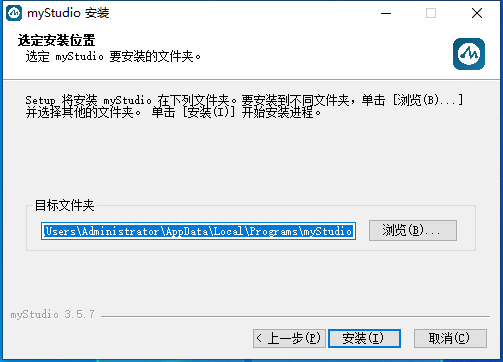 myStudio 安装
选定安装位置
选定 myStudio 要安装的文件夹。
Setup 将安装 myStudio 在下列文件夹。要安装到不同文件夹，单击 [浏览(B)...]
并选择其他的文件夹。 单击 [安装(I)] 开始安装进程。
目标文件夹
\Users\Administrator\AppData\Local\Programs\myStudio
浏览(B)...
myStudio 3.5.7
< 上一步(P)
安装(I)
取消(C)